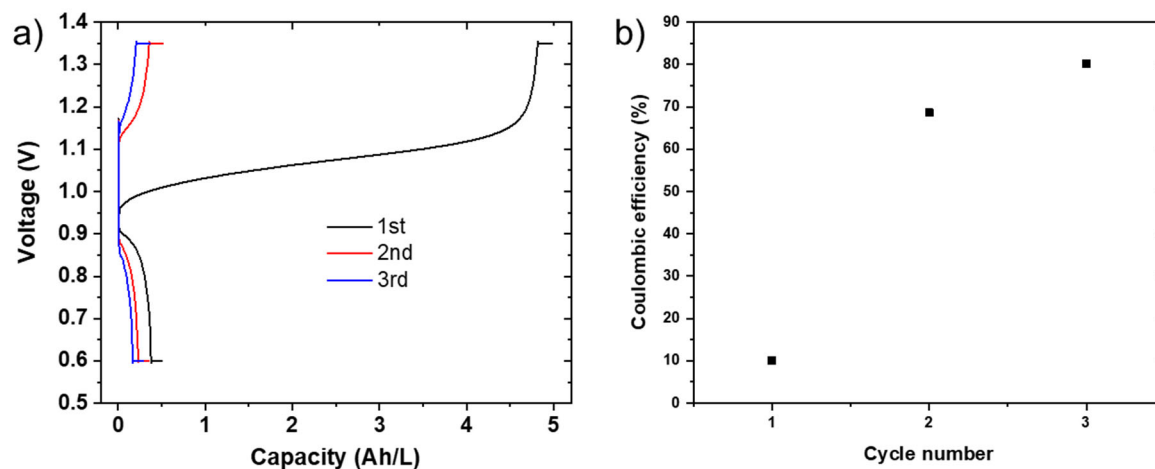 a)
1.4
1.3
1.2
1.1
1.0
0.9
0.8
0.7
0.6
0.5
Voltage (V)
1st
2nd
3rd
0 1 2 3 4 5
Capacity (Ah/L)
b)
90
80
70
60
50
40
30
20
10
0
Coulombic efficiency (%)
1 2 3
Cycle number